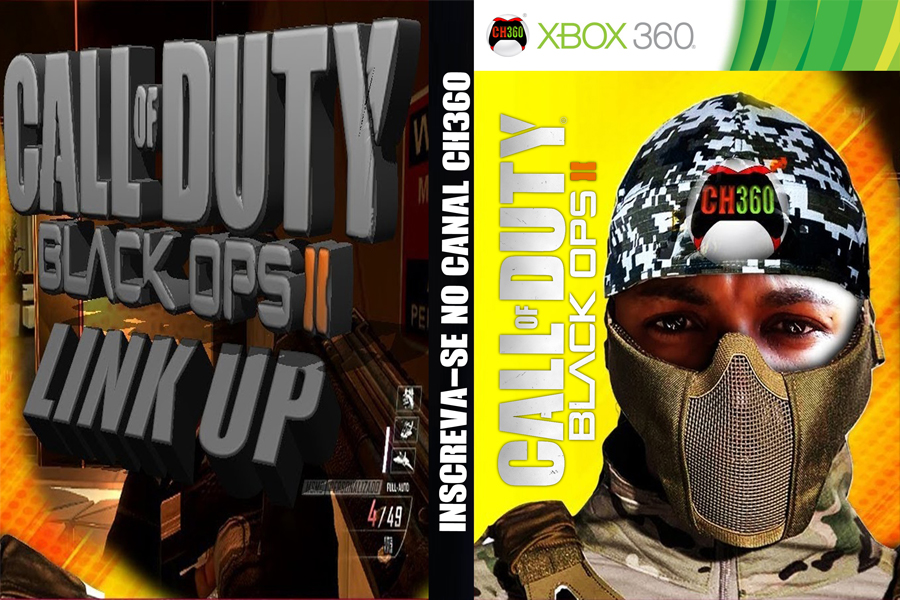 CALL OF DUTY
BLACK OPS II
LINK UP
FULL-AUTO
4/49
INSCREVA-SE NO CANAL CH360
CH360
XBOX 360
CALL OF DUTY
BLACK OPS II
CH360